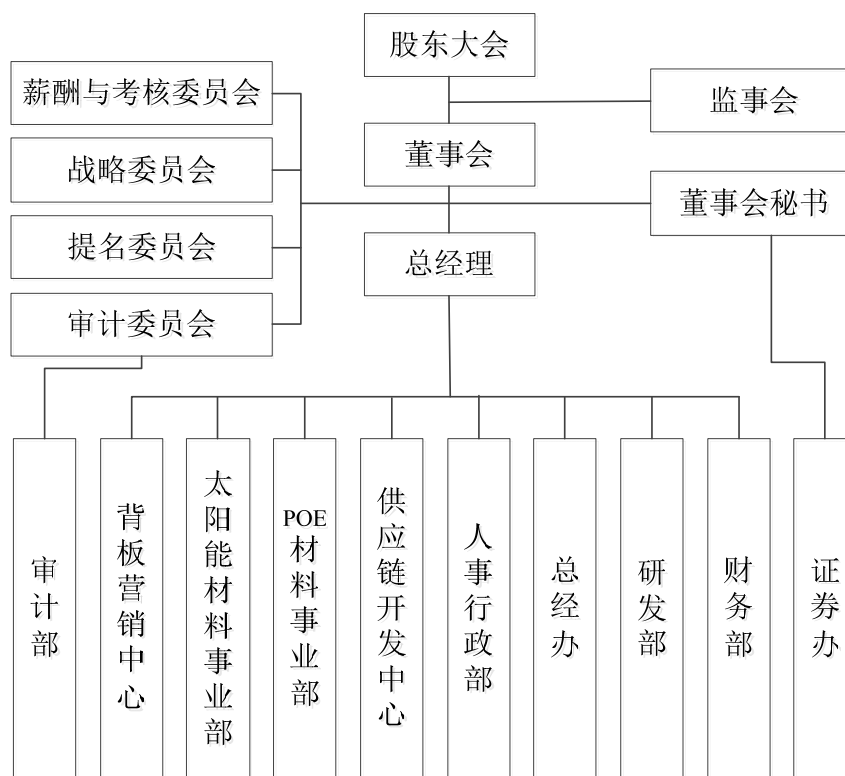 股东大会
薪酬与考核委员会
监事会
董事会
战略委员会
董事会秘书
提名委员会
总经理
审计委员会
审计部
背板营销中心
太阳能材料事业部
POE材料事业部
供应链开发中心
人事行政部
总经办
研发部
财务部
证券办